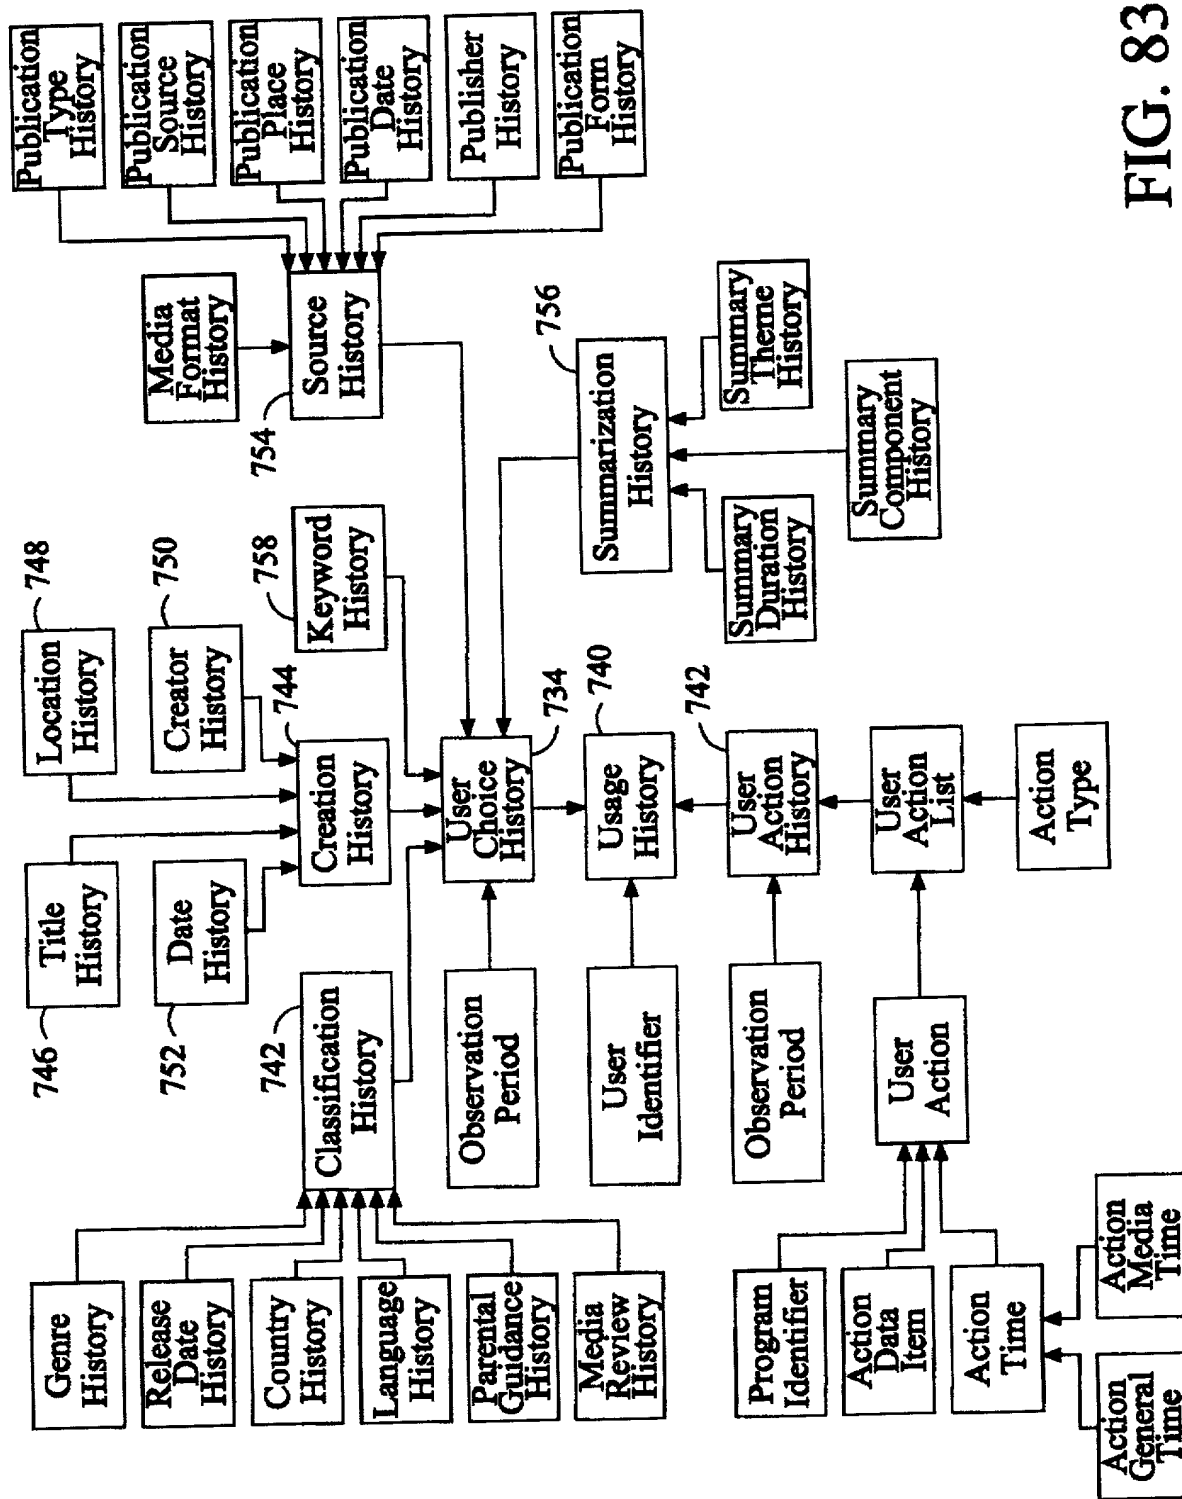 Genre
History
Release
Date
History
Country
History
Language
History
Parental
Guidance
History
Media
Review
History
746
Title
History
Location
History
748
752
Date
History
Creator
History
750
742
Classification
History
Creation
History
744
Keyword
History
758
Media
Format
History
754
Source
History
Publication
Type
History
Publication
Source
History
Publication
Place
History
Publication
Date
History
Publisher
History
Publication
Form
History
Observation
Period
User
Choice
History
734
Summarization
History
756
User
Identifier
Usage
History
740
Summary
Duration
History
Summary
Theme
History
Summary
Component
History
Observation
Period
User
Action
History
742
Program
Identifier
Action
Data
Item
Action
Time
User
Action
User
Action
List
Action
Type
Action
General
Time
Action
Media
Time
FIG. 83